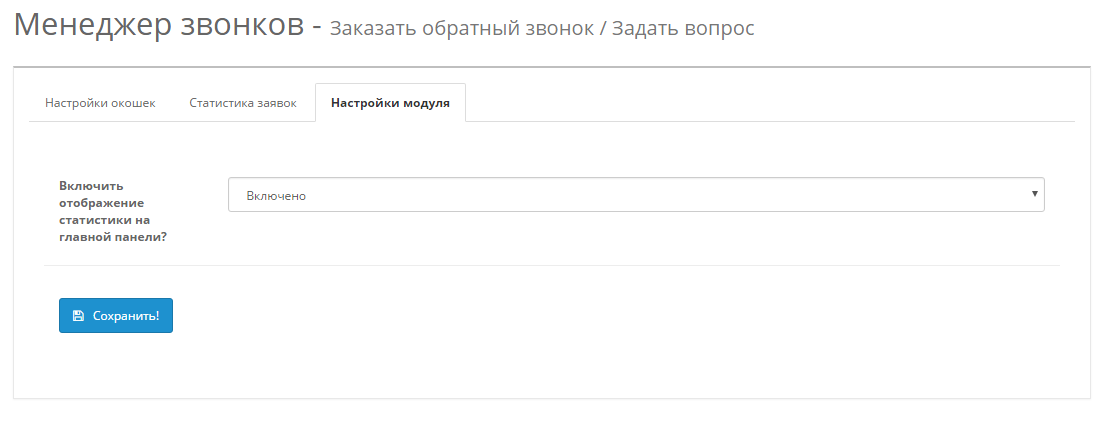 Менеджер звонков - Заказать обратный звонок / Задать вопрос
Настройки окошек Статистика заявок Настройки модуля
Включить
отображение
статистики на
главной панели?
Включено
Сохранить!